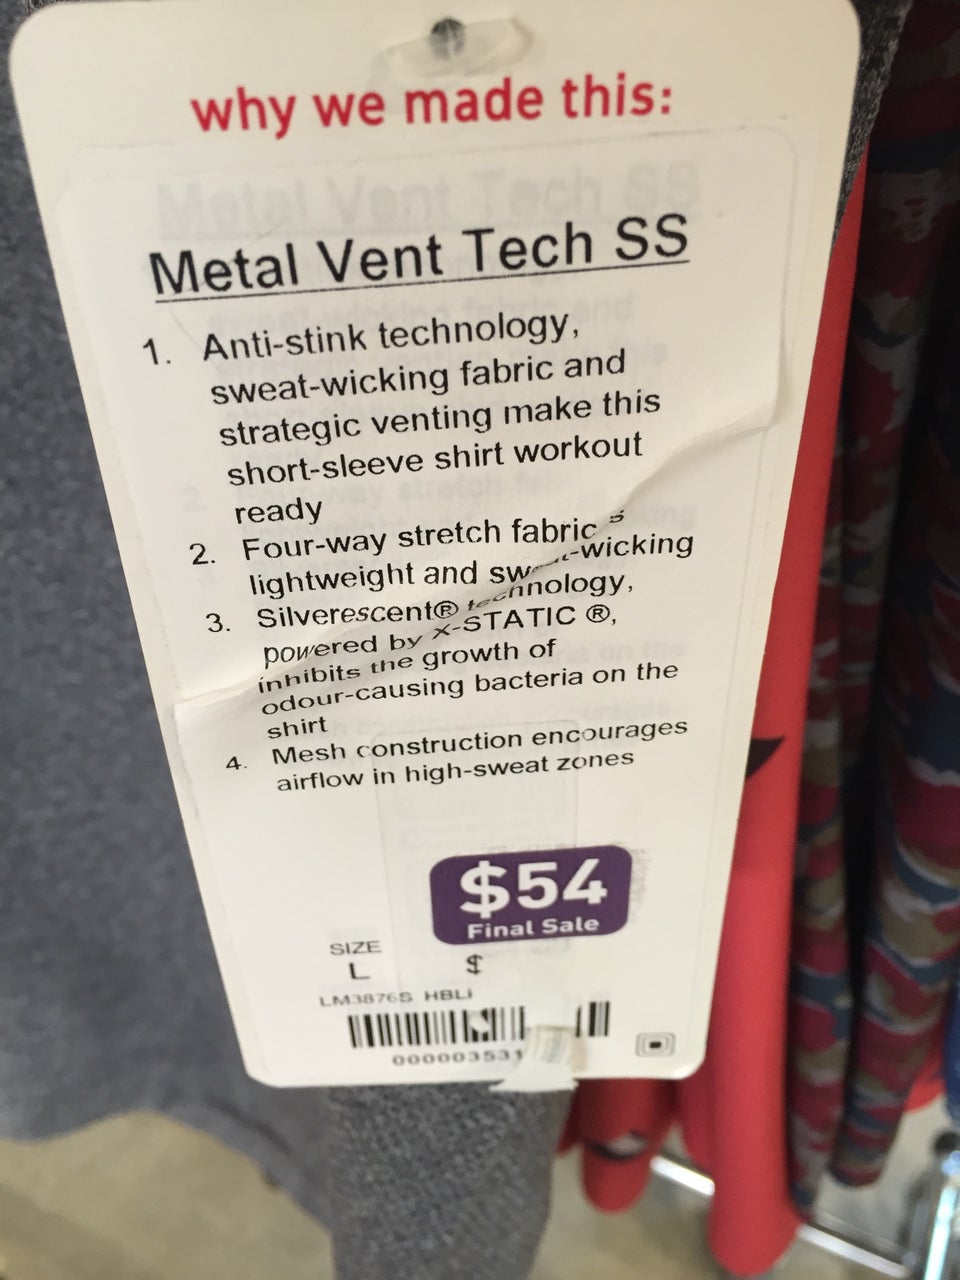 why we made this:
Metal Vent Tech SS
1. Anti-stink technology,
sweat-wicking fabric and
strategic venting make this
short-sleeve shirt workout
ready
2. Four-way stretch fabric
lightweight and
-wicking
3. Silverescent® technology,
powered by x-STATIC ®,
inhibits the growth of
odour-causing bacteria on the
shirt
4. Mesh construction encourages
airflow in high-sweat zones
$54
Final Sale
SIZE
L
$
LM3876S HBLI
000003531